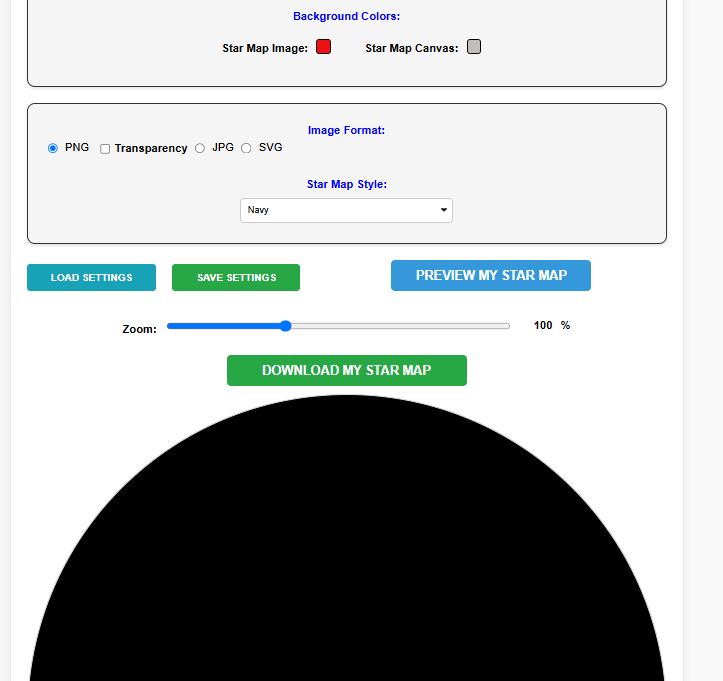 Background Colors:
Star Map Image: Star Map Canvas:
Image Format:
PNG Transparency JPG SVG
Star Map Style:
Navy
LOAD SETTINGS SAVE SETTINGS PREVIEW MY STAR MAP
Zoom: 100 %
DOWNLOAD MY STAR MAP